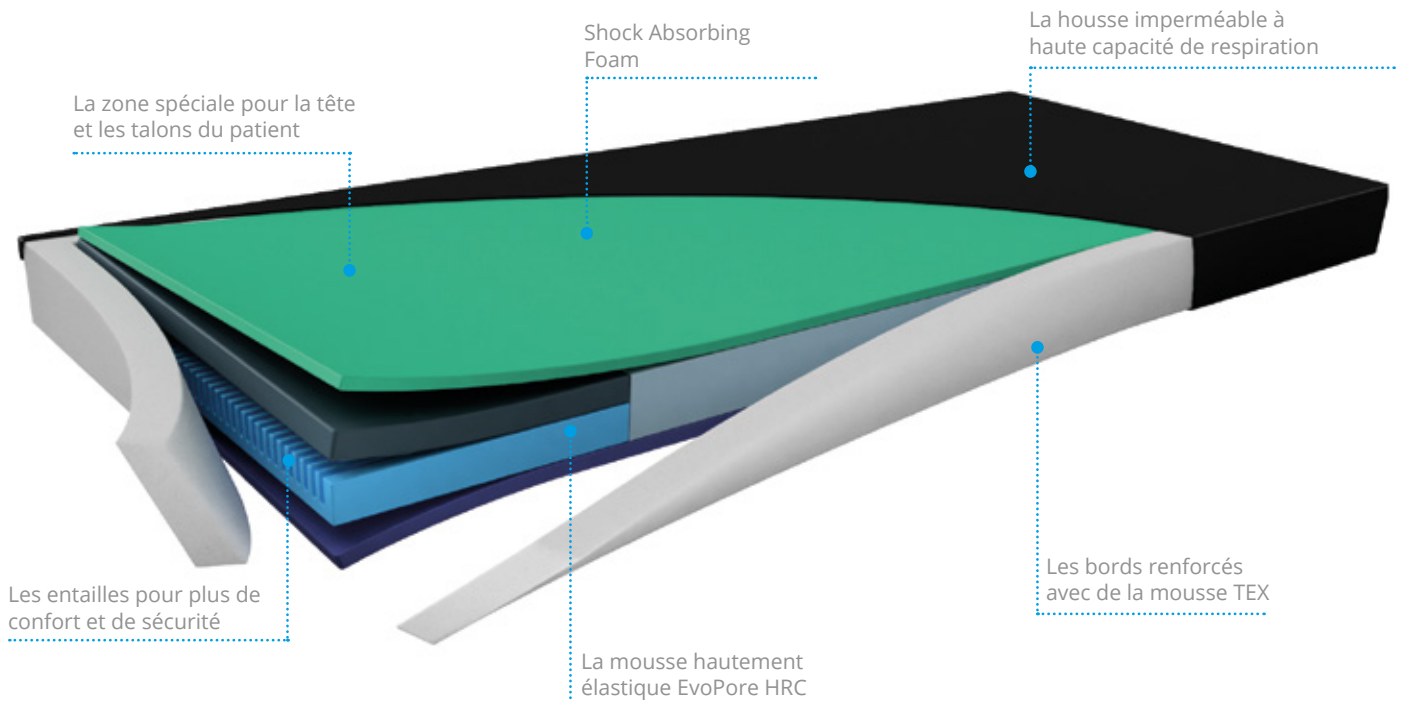 La housse imperméable à
haute capacité de respiration
Shock Absorbing
Foam
La zone spéciale pour la tête
et les talons du patient
Les bords renforcés
avec de la mousse TEX
Les entailles pour plus de
confort et de sécurité
La mousse hautement
élastique EvoPore HRC